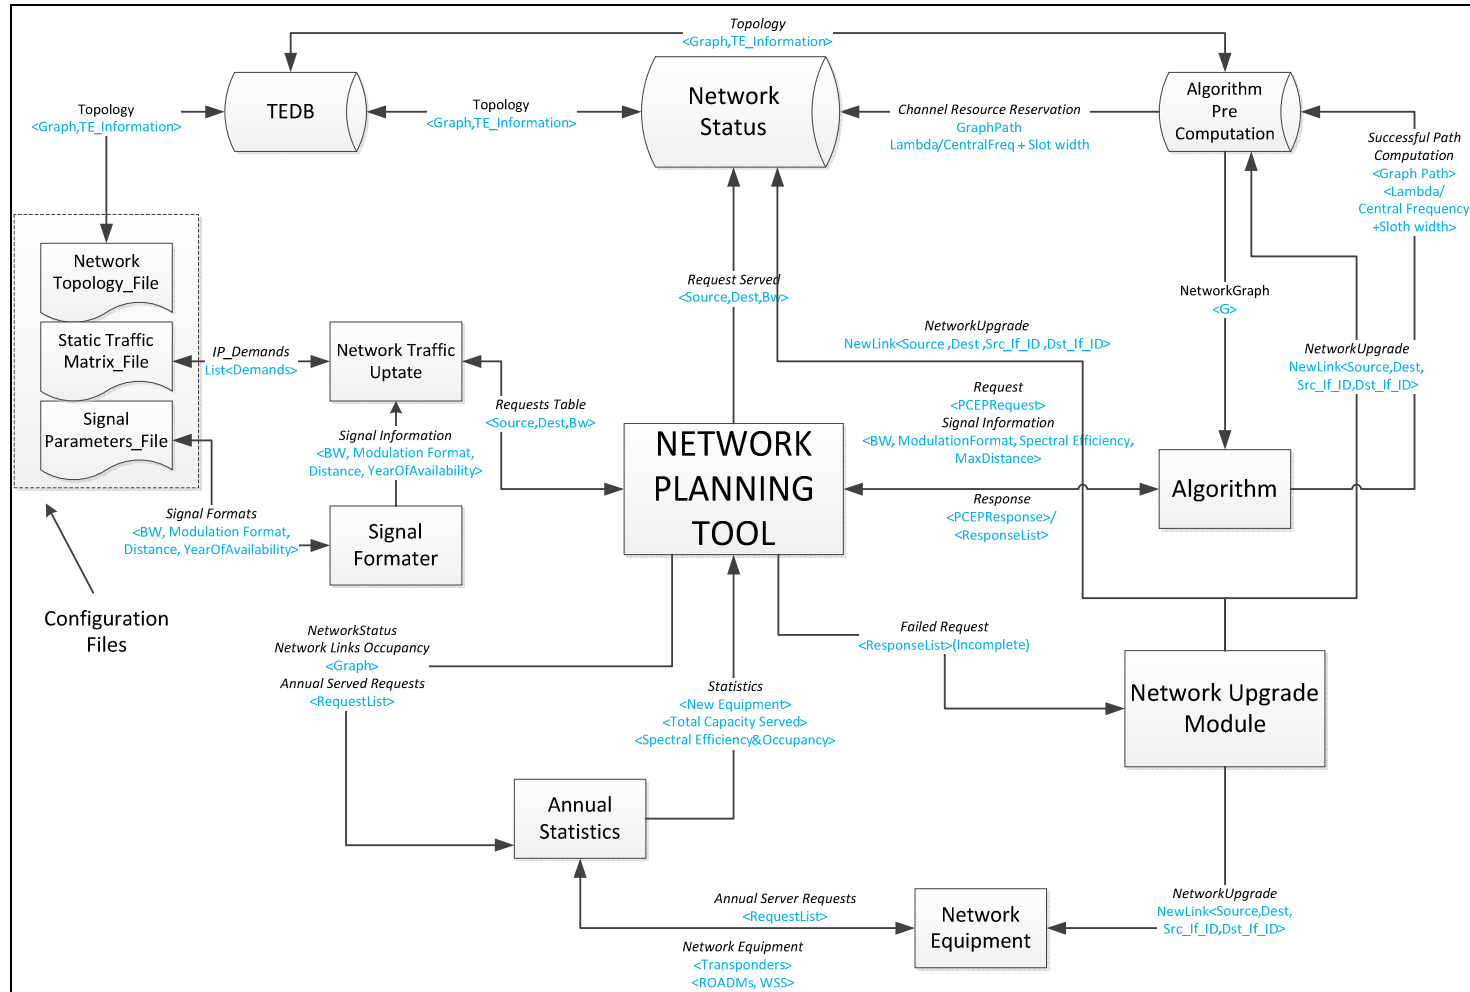 Topology
<Graph,TE_Information>
TEDB
Topology
<Graph,TE_Information>
Topology
<Graph,TE_Information>
Network
Status
Channel Resource Reservation
GraphPath
Lambda/CentralFreq + Slot width
Algorithm
Pre
Computation
Successful Path
Computation
<Graph Path>
<Lambda/
Central Frequency
+Sloth width>
Network
Topology_File
Static Traffic
Matrix_File
Signal
Parameters_File
IP_Demands
List<Demands>
Network Traffic
Uptate
Request Served
<Source,Dest,Bw>
NetworkGraph
<G>
NetworkUpgrade
NewLink<Source ,Dest ,Src_If_ID ,Dst_If_ID>
NetworkUpgrade
NewLink<Source,Dest,
Src_If_ID,Dst_If_ID>
Requests Table
<Source,Dest,Bw>
Signal Information
<BW, Modulation Format,
Distance, YearOfAvailability>
Request
<PCEPRequest>
Signal Information
<BW, ModulationFormat, Spectral Efficiency,
MaxDistance>
NETWORK
PLANNING
TOOL
Algorithm
Response
<PCEPResponse>/
<ResponseList>
Signal Formats
<BW, Modulation Format,
Distance, YearOfAvailability>
Signal
Formater
Configuration
Files
NetworkStatus
Network Links Occupancy
<Graph>
Annual Served Requests
<RequestList>
Failed Request
<ResponseList>(Incomplete)
Statistics
<New Equipment>
<Total Capacity Served>
<Spectral Efficiency&Occupancy>
Network Upgrade
Module
Annual
Statistics
Annual Server Requests
<RequestList>
Network Equipment
<Transponders>
<ROADMs, WSS>
Network
Equipment
NetworkUpgrade
NewLink<Source,Dest,
Src_If_ID,Dst_If_ID>